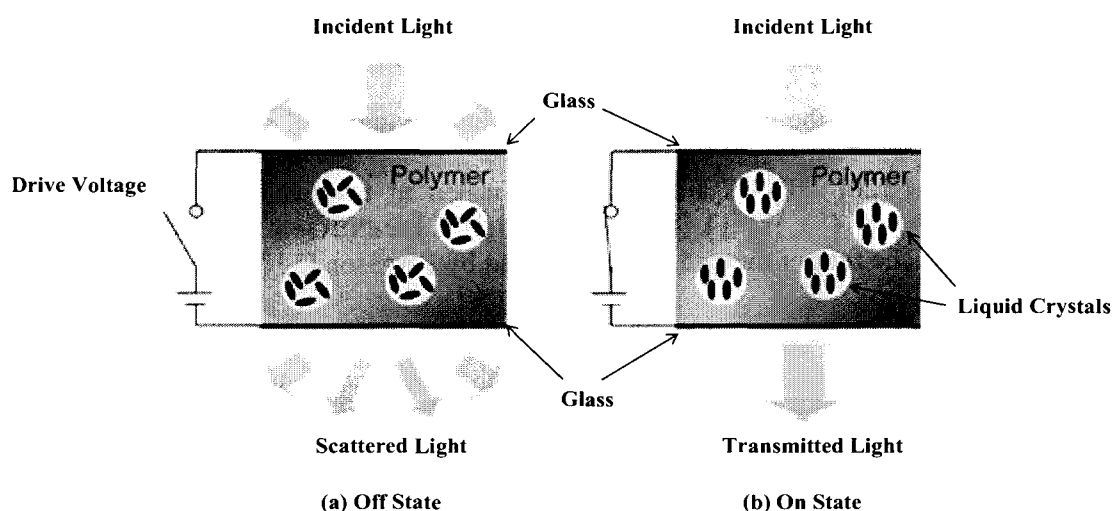 Incident Light
Incident Light
Glass
Drive Voltage
Polymer
Polymer
Liquid Crystals
Glass
Scattered Light
Transmitted Light
(a) Off State
(b) On State